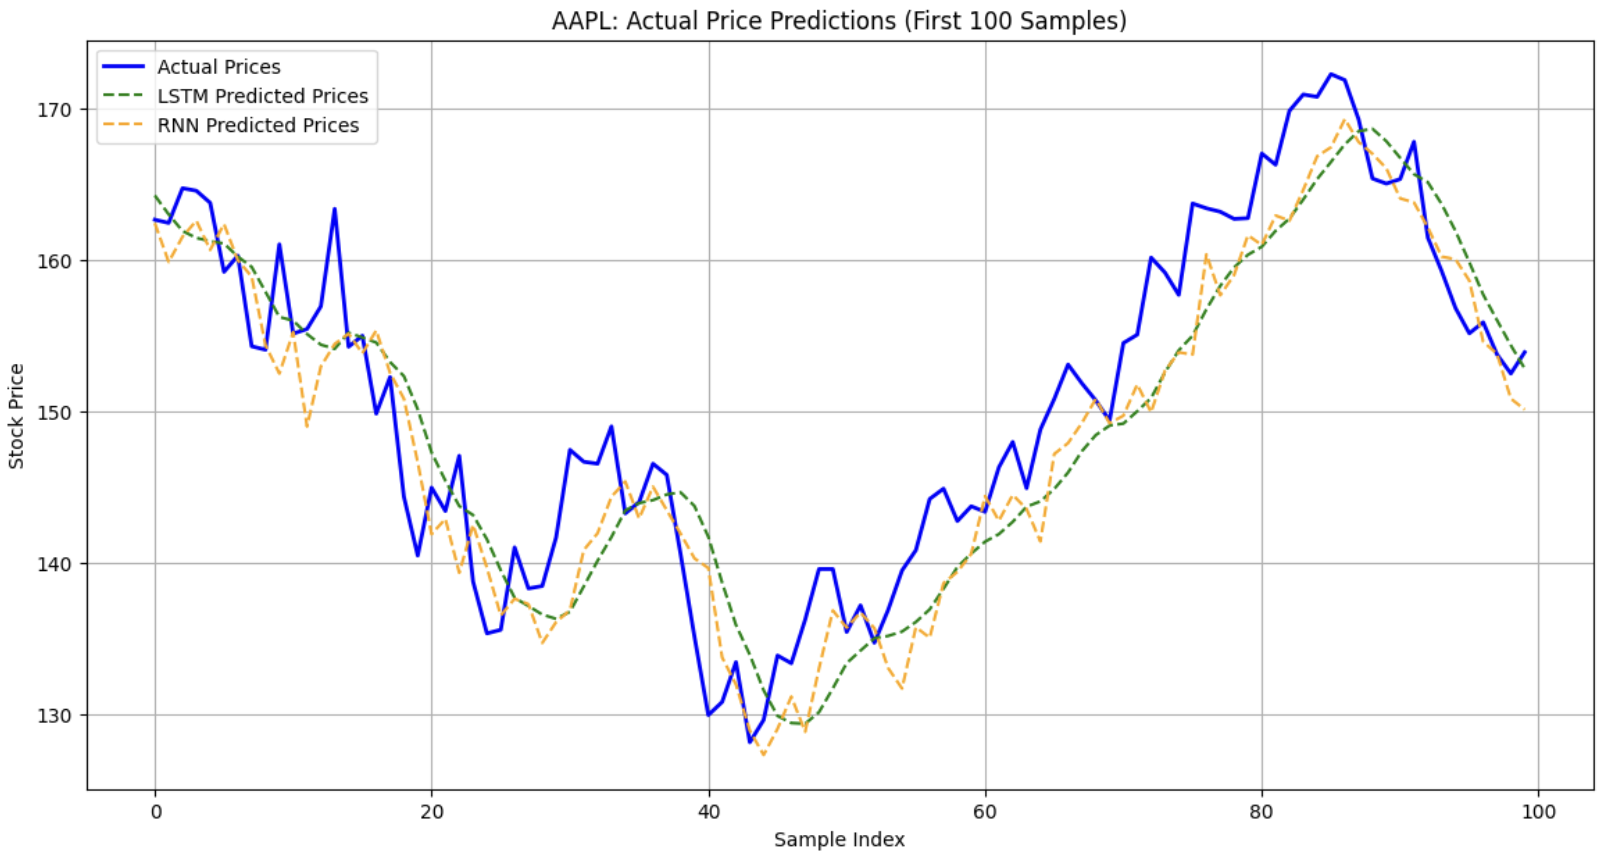 AAPL: Actual Price Predictions (First 100 Samples)
Actual Prices
LSTM Predicted Prices
RNN Predicted Prices
170
160
150
140
130
Stock Price
0 20 40 60 80 100
Sample Index